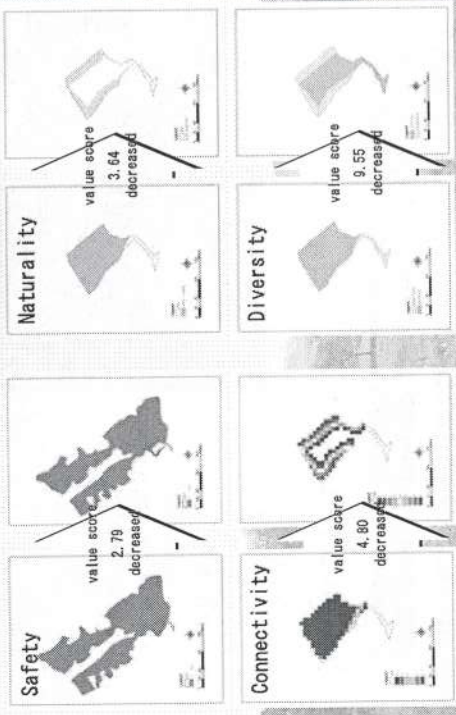 Safety
value score
2.79
decreased
Naturality
value score
3.64
decreased
Connectivity
value score
4.80
decreased
Diversity
value score
9.55
decreased